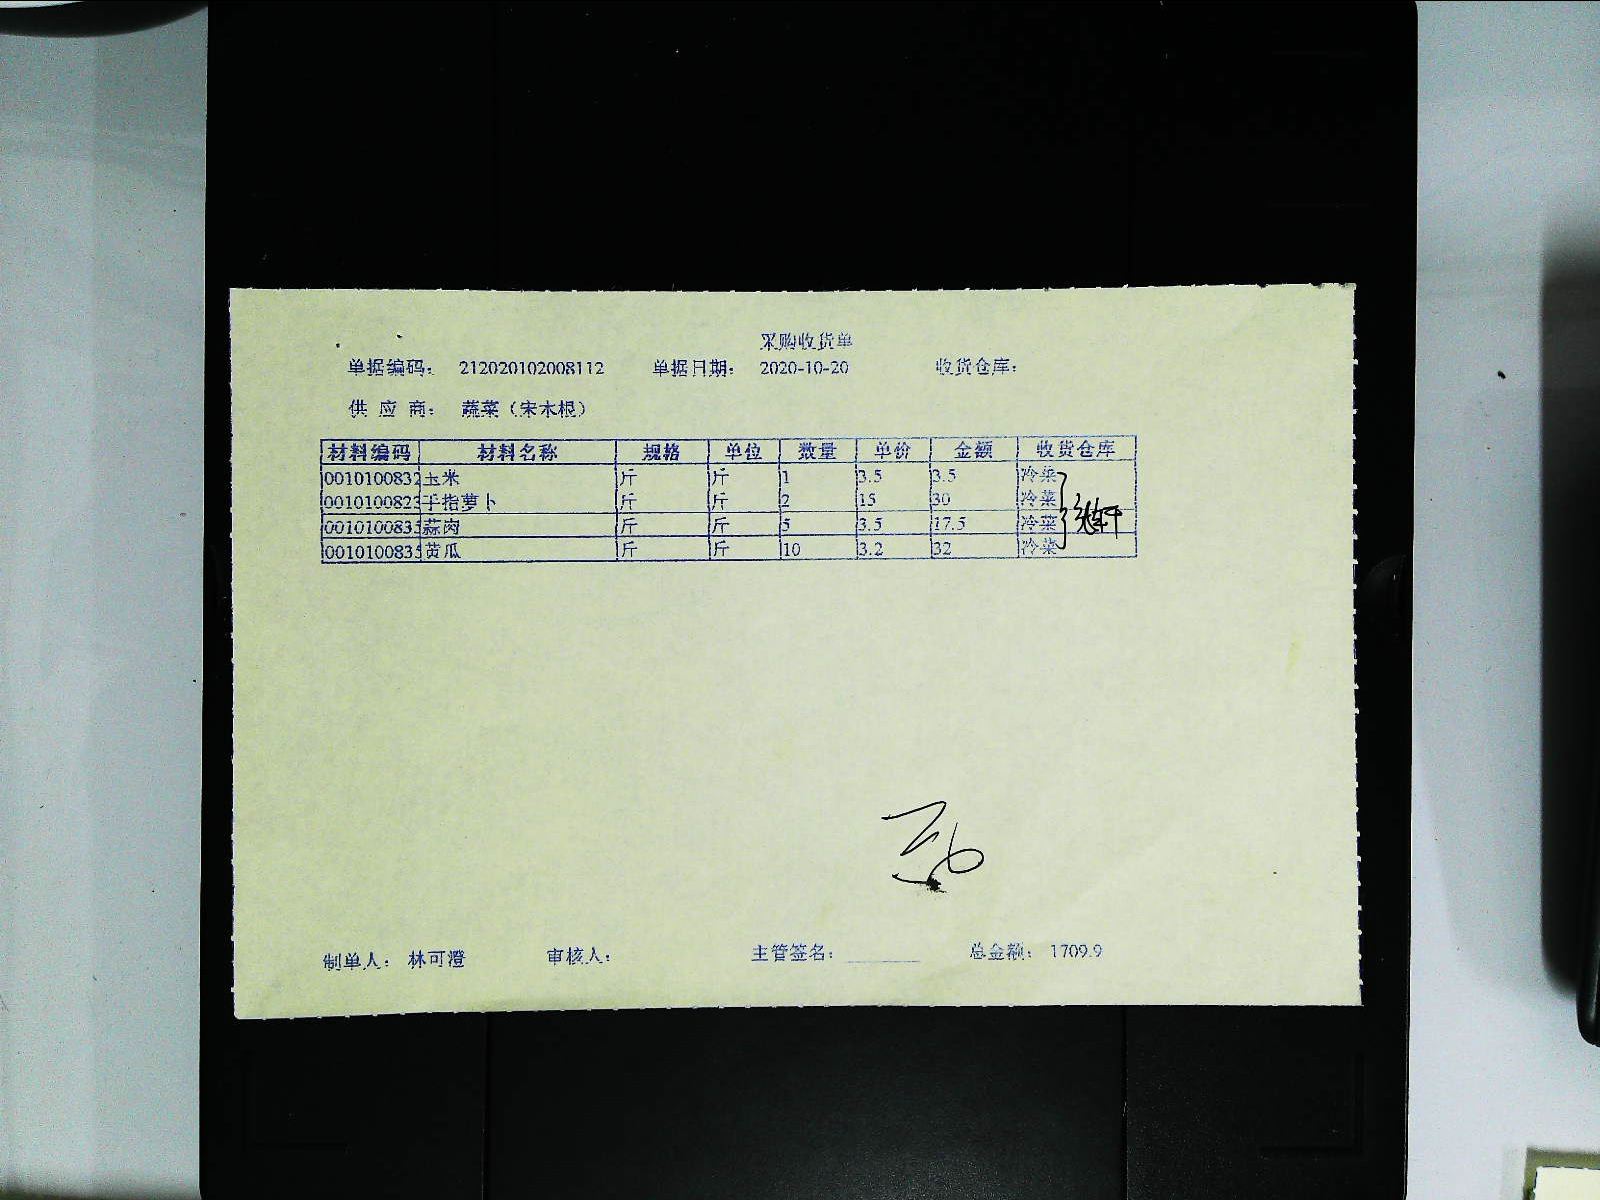 采购收货单
单据编码： 212020102008112 单据日期： 2020-10-20 收货仓库：
供 应 商： 蔬菜（宋木根）
材料编码 材料名称 规格 单位 数量 单价 金额 收货仓库
0010100832 玉米 斤 斤 1 3.5 3.5 冷菜
0010100823 手指萝卜 斤 斤 2 15 30 冷菜
0010100835 蒜肉 斤 斤 5 3.5 17.5 冷菜
0010100835 黄瓜 斤 斤 10 3.2 32 冷菜
制单人： 林可澄 审核人： 主管签名： 总金额： 1709.9